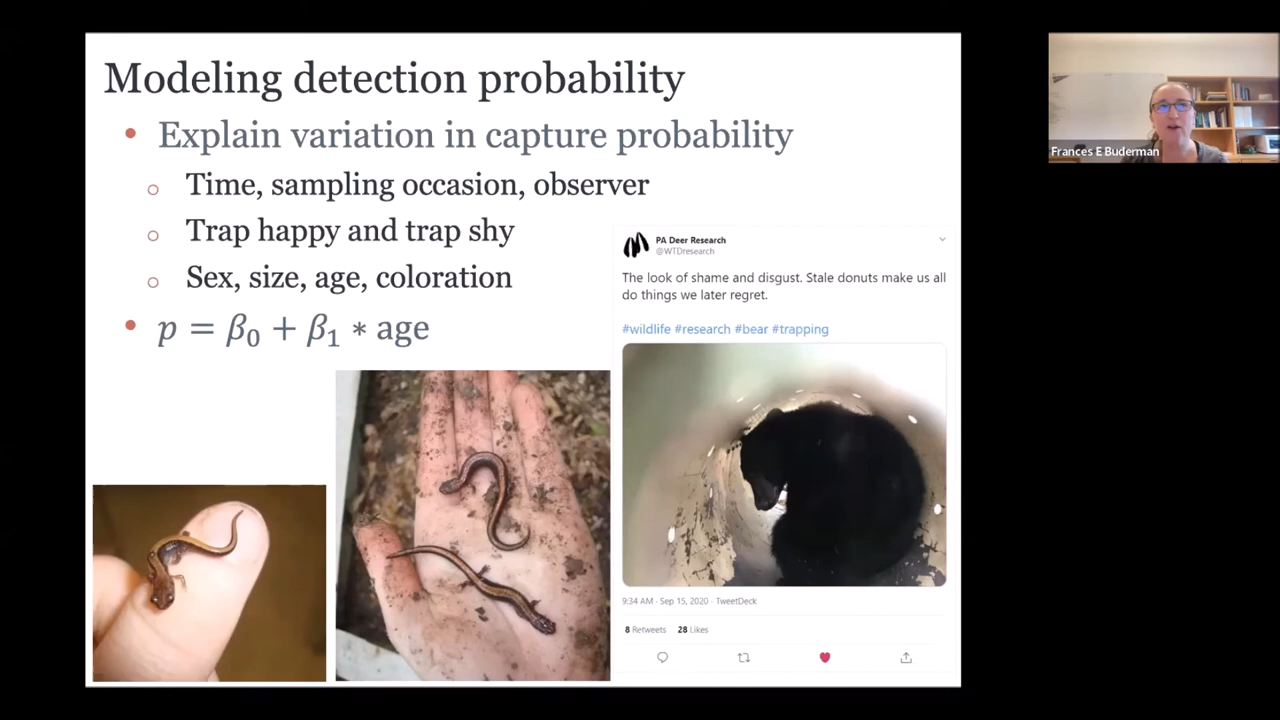 Modeling detection probability
• Explain variation in capture probability
○ Time, sampling occasion, observer
○ Trap happy and trap shy
○ Sex, size, age, coloration
• p = β₀ + β₁ * age
PA Deer Research
@WTDresearch
The look of shame and disgust. Stale donuts make us all
do things we later regret.
#wildlife #research #bear #trapping
9:34 AM · Sep 15, 2020 · TweetDeck
8 Retweets 28 Likes
Frances E Buderman